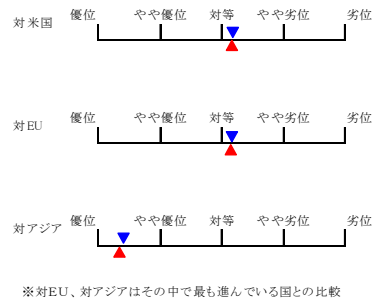 優位 やや優位 対等 やや劣位 劣位
対米国
優位 やや優位 対等 やや劣位 劣位
対EU
優位 やや優位 対等 やや劣位 劣位
対アジア
※対EU、対アジアはその中で最も進んでいる国との比較